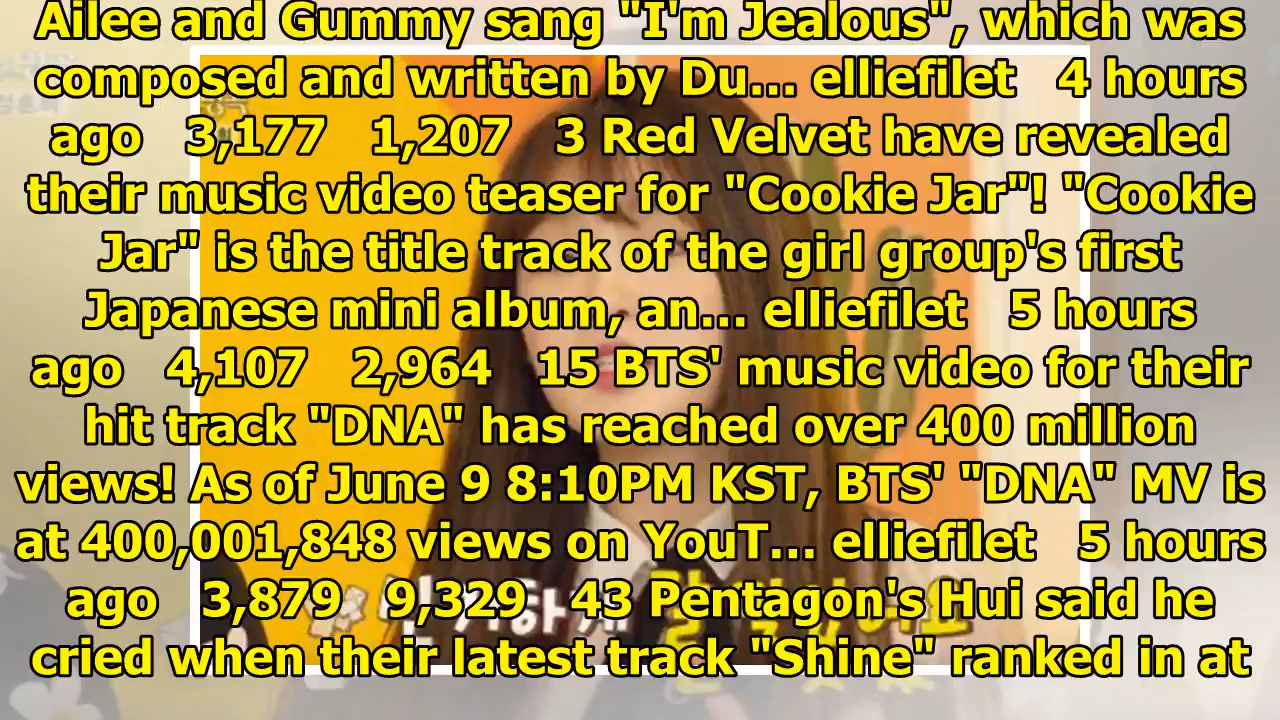 Ailee and Gummy sang "I'm Jealous", which was
composed and written by Du... elliefilet 4 hours
ago 3,177 1,207 3 Red Velvet have revealed
their music video teaser for "Cookie Jar"! "Cookie
Jar" is the title track of the girl group's first
Japanese mini album, an... elliefilet 5 hours
ago 4,107 2,964 15 BTS' music video for their
hit track "DNA" has reached over 400 million
views! As of June 9 8:10PM KST, BTS' "DNA" MV is
at 400,001,848 views on YouT... elliefilet 5 hours
ago 3,879 9,329 43 Pentagon's Hui said he
cried when their latest track "Shine" ranked in at